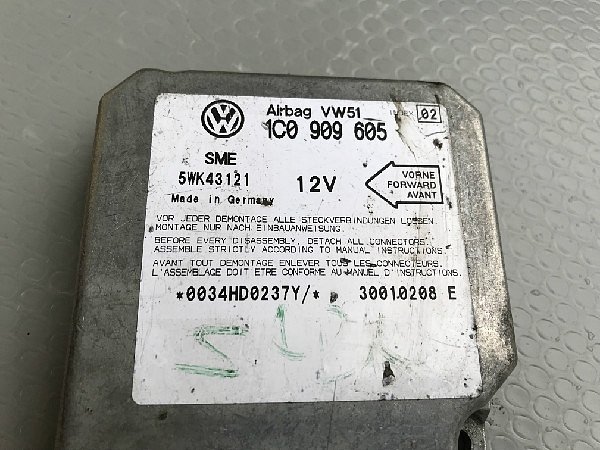 Airbag VW51 INDEX 02
1C0 909 605
SME
5WK43121
12V
Made in Germany
VORNE
FORWARD
AVANT
VOR JEDER DEMONTAGE ALLE STECKVERBINDUNGEN LOESEN.
MONTAGE NUR NACH EINBAUANWEISUNG.
BEFORE EVERY DISASSEMBLY, DETACH ALL CONNECTORS.
ASSEMBLE STRICTLY ACCORDING TO MANUAL INSTRUCTIONS.
AVANT TOUT DEMONTAGE ENLEVER TOUS LES CONNECTEURS.
L'ASSEMBLAGE DOIT ETRE CONFORME AU MANUEL D'INSTRUCTIONS.
*0034HD0237Y/* 30010208 E